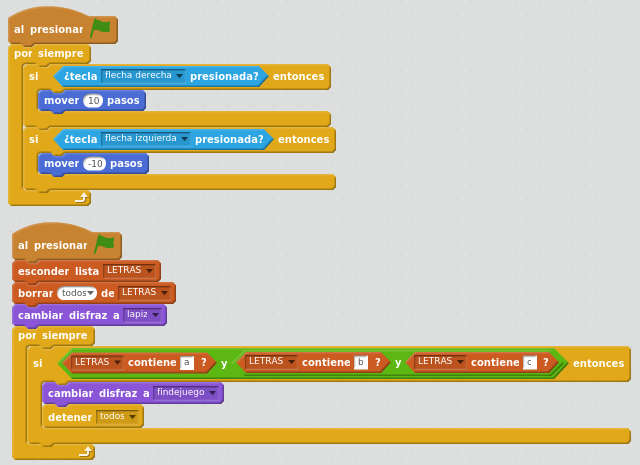 al presionar
por siempre
si ¿tecla flecha derecha presionada? entonces
mover 10 pasos
si ¿tecla flecha izquierda presionada? entonces
mover -10 pasos
al presionar
esconder lista LETRAS
borrar todos de LETRAS
cambiar disfraz a lapiz
por siempre
si LETRAS contiene a ? y LETRAS contiene b ? y LETRAS contiene c ? entonces
cambiar disfraz a findejuego
detener todos